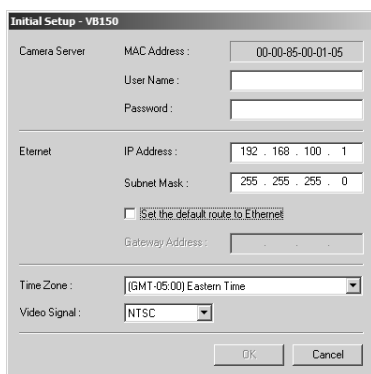 Initial Setup - VB150
Camera Server MAC Address : 00-00-85-00-01-05
User Name :
Password :
Eternet IP Address : 192 . 168 . 100 . 1
Subnet Mask : 255 . 255 . 255 . 0
Set the default route to Ethernet
Gateway Address : . . .
Time Zone : (GMT-05:00) Eastern Time
Video Signal : NTSC
OK Cancel